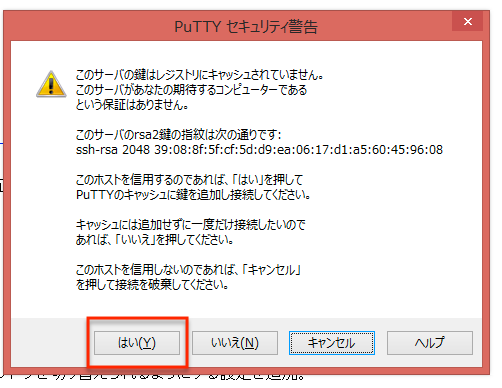 PuTTY セキュリティ警告
このサーバの鍵はレジストリにキャッシュされていません。
このサーバがあなたの期待するコンピューターである
という保証はありません。
このサーバのrsa2鍵の指紋は次の通りです:
ssh-rsa 2048 39:08:8f:5f:cf:5d:d9:ea:06:17:d1:a5:60:45:96:08
このホストを信用するのであれば、「はい」を押して
PuTTYのキャッシュに鍵を追加し接続してください。
キャッシュには追加せずに一度だけ接続したいので
あれば、「いいえ」を押してください。
このホストを信用しないのであれば、「キャンセル」
を押して接続を破棄してください。
はい(Y) いいえ(N) キャンセル ヘルプ